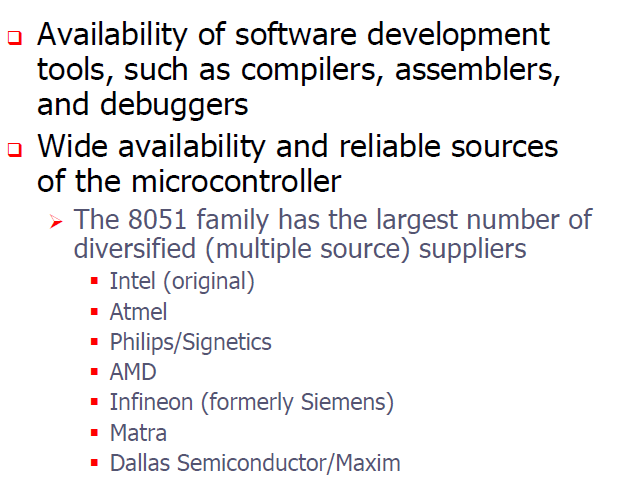 Availability of software development
tools, such as compilers, assemblers,
and debuggers
Wide availability and reliable sources
of the microcontroller
The 8051 family has the largest number of
diversified (multiple source) suppliers
Intel (original)
Atmel
Philips/Signetics
AMD
Infineon (formerly Siemens)
Matra
Dallas Semiconductor/Maxim